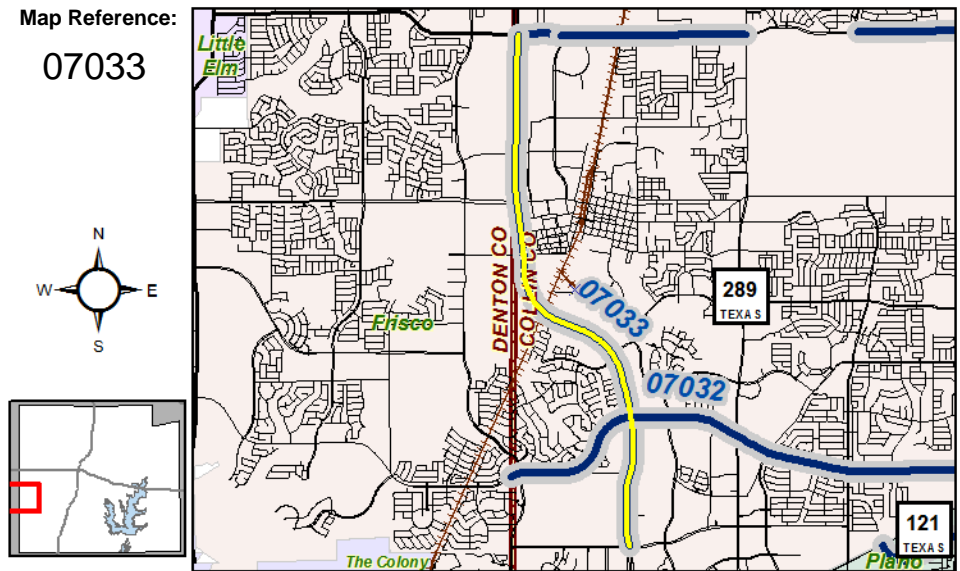 Map Reference:
07033
N
W
E
S
Little
Elm
DENTON CO
COLLIN CO
Frisco
07033
07032
289
TEXAS
121
TEXAS
The Colony
Plano